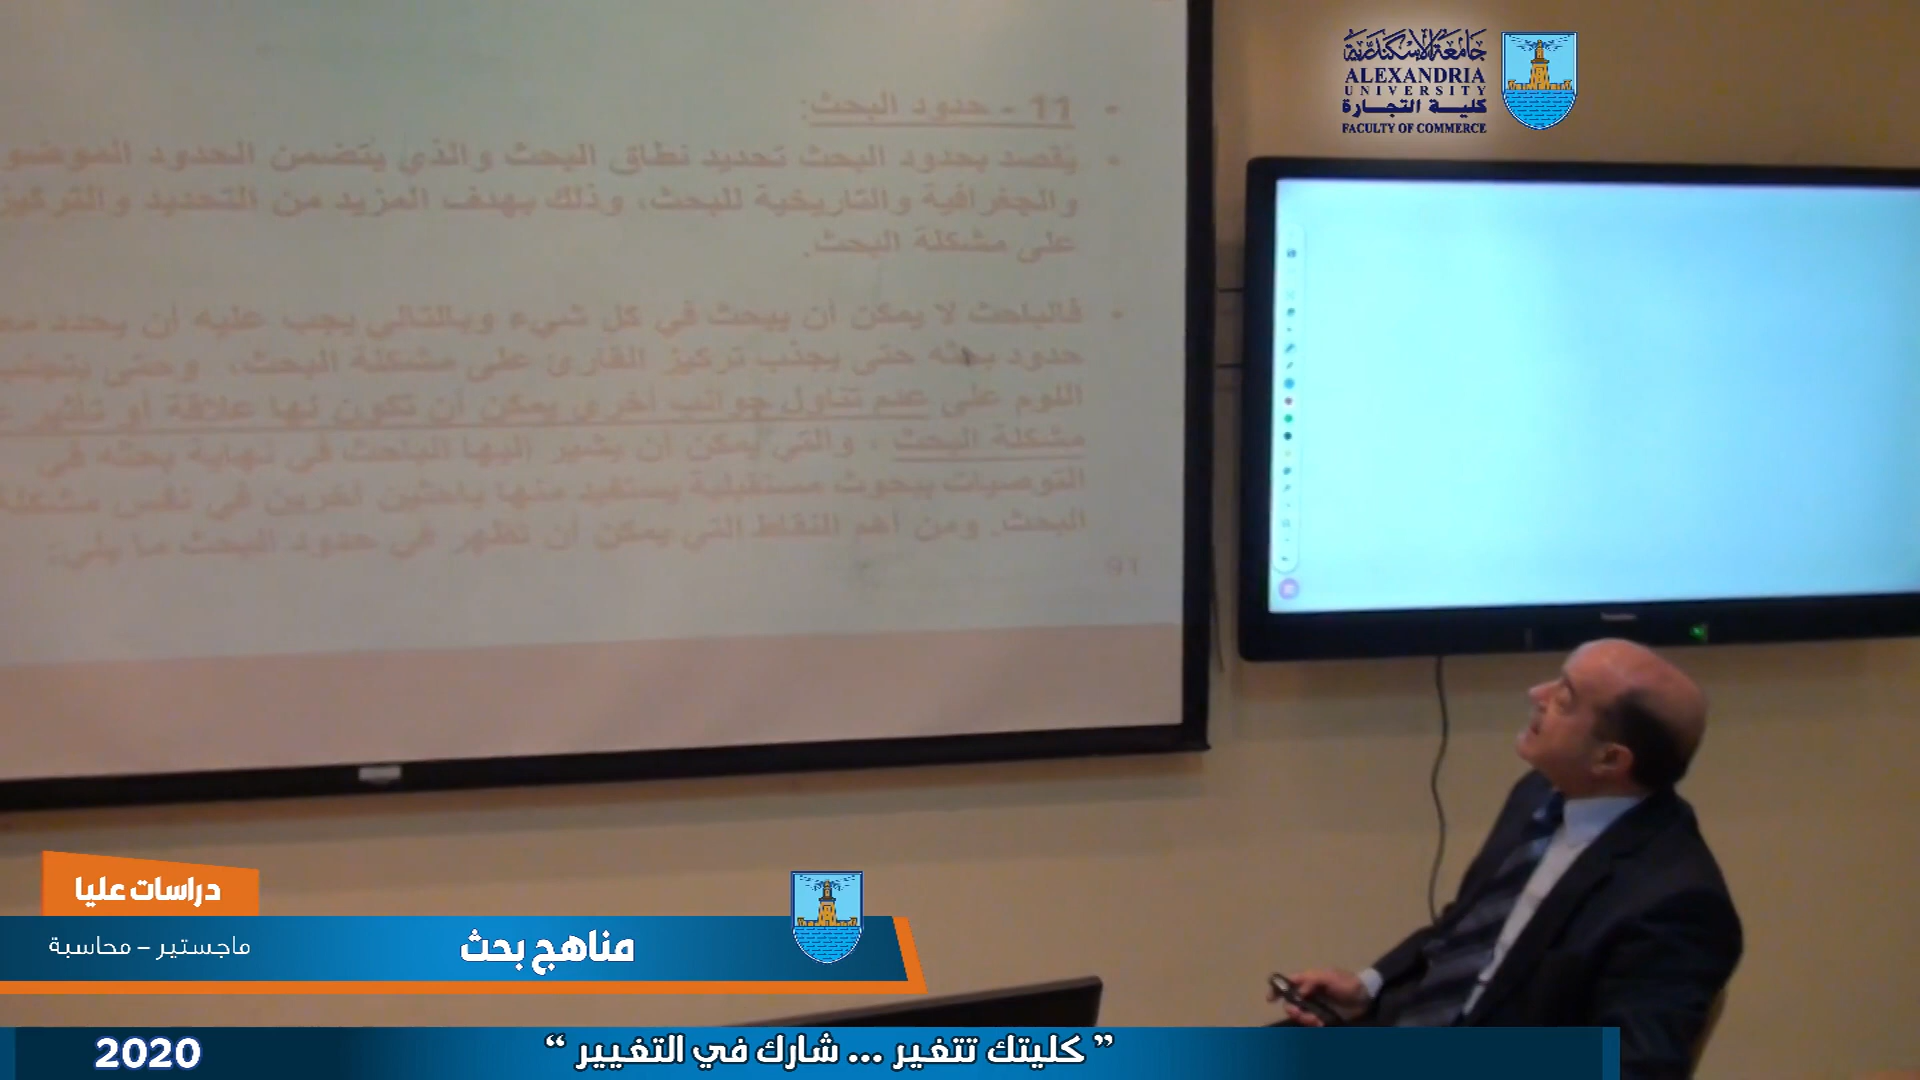 جامعة الإسكندرية
ALEXANDRIA
UNIVERSITY
كلية التجارة
FACULTY OF COMMERCE
11 - حدود البحث:
يقصد بحدود البحث تحديد نطاق البحث والذي يتضمن الحدود الموضو
والجغرافية والتاريخية للبحث، وذلك بهدف المزيد من التحديد والتركيز
على مشكلة البحث.
فالباحث لا يمكن أن يبحث في كل شيء وبالتالي يجب عليه أن يحدد
حدود بحثه حتى يجذب تركيز القارئ على مشكلة البحث، وحتى يتجنب
اللوم على عدم تناول جوانب أخرى يمكن أن تكون لها علاقة أو تأثير
مشكلة البحث ، والتي يمكن أن يشير إليها الباحث في نهاية بحثه في
التوصيات ببحوث مستقبلية يستفيد منها باحثين آخرين في نفس مشكلة
البحث. ومن أهم النقاط التي يمكن أن تظهر في حدود البحث ما يلي:
دراسات عليا
ماجستير - محاسبة
مناهج بحث
2020
” كليتك تتغير ... شارك في التغيير “